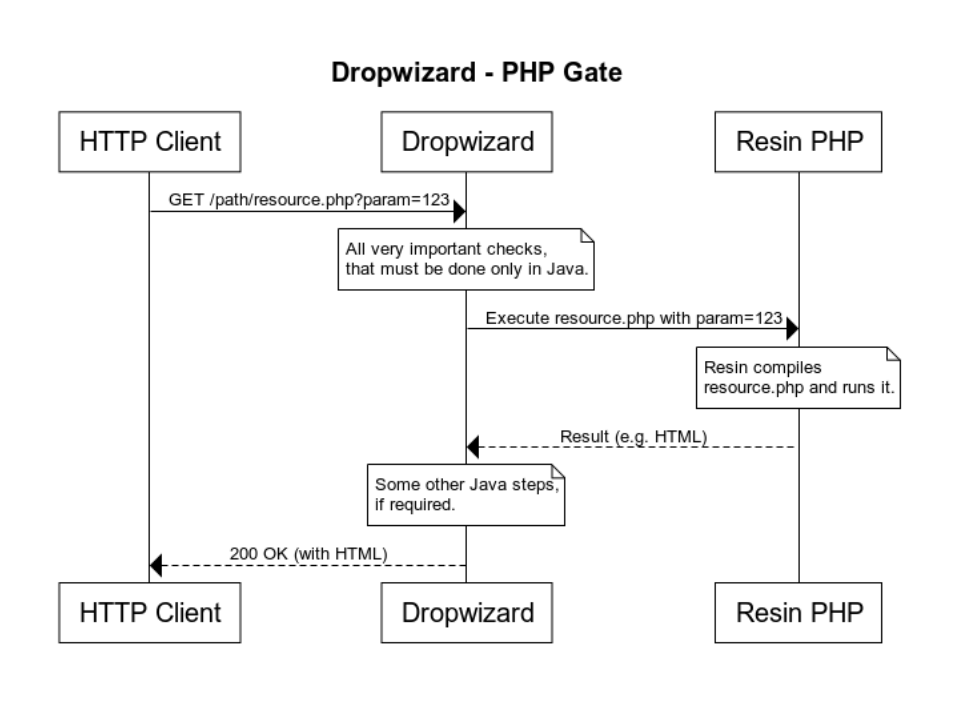 Dropwizard - PHP Gate
HTTP Client
Dropwizard
Resin PHP
GET /path/resource.php?param=123
All very important checks,
that must be done only in Java.
Execute resource.php with param=123
Resin compiles
resource.php and runs it.
Result (e.g. HTML)
Some other Java steps,
if required.
200 OK (with HTML)
HTTP Client
Dropwizard
Resin PHP